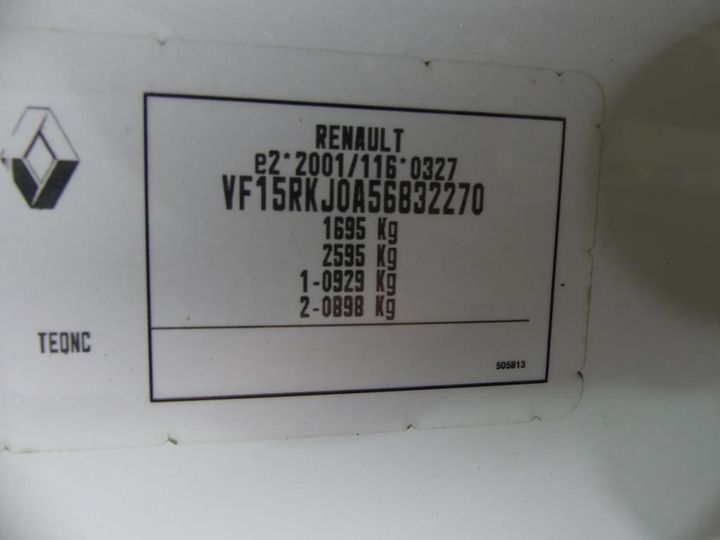 RENAULT
e2*2001/116*0327
VF15RKJ0A56832270
1695 Kg
2595 Kg
1-0929 Kg
2-0898 Kg
TEQNC
505813